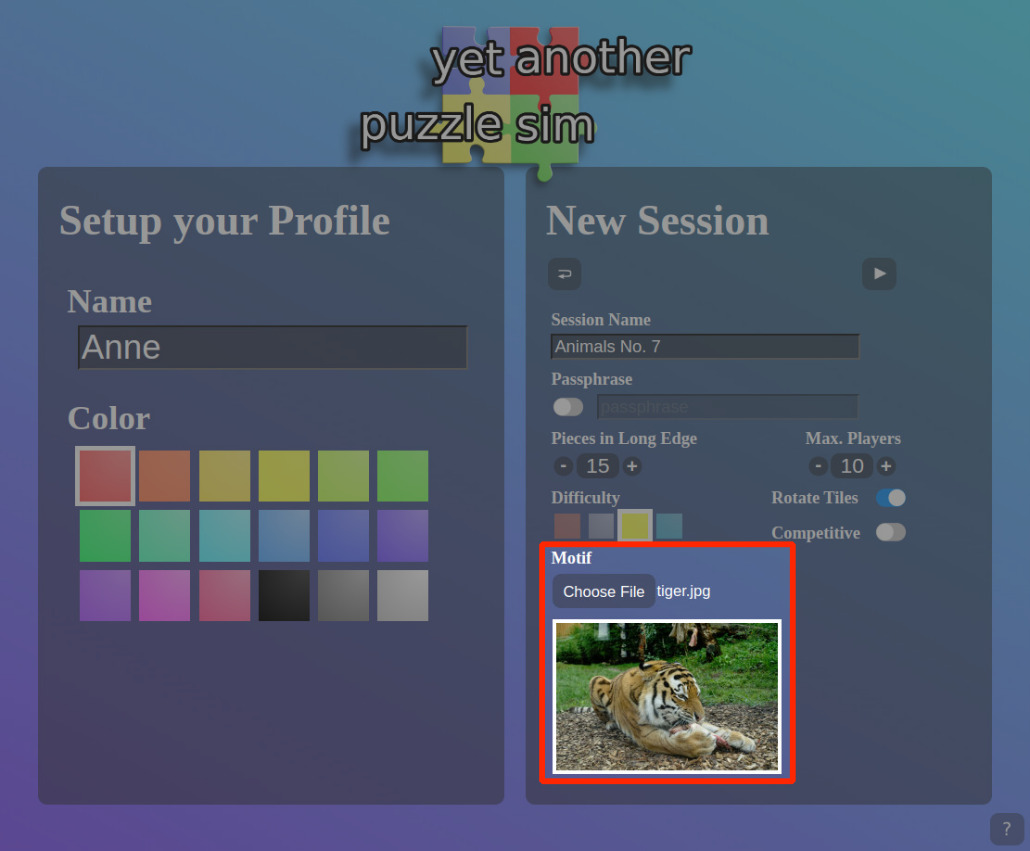 yet another
puzzle sim
Setup your Profile
Name
Anne
Color
New Session
Session Name
Animals No. 7
Passphrase
passphrase
Pieces in Long Edge
Max. Players
- 15 +
- 10 +
Difficulty
Rotate Tiles
Competitive
Motif
Choose File tiger.jpg
?